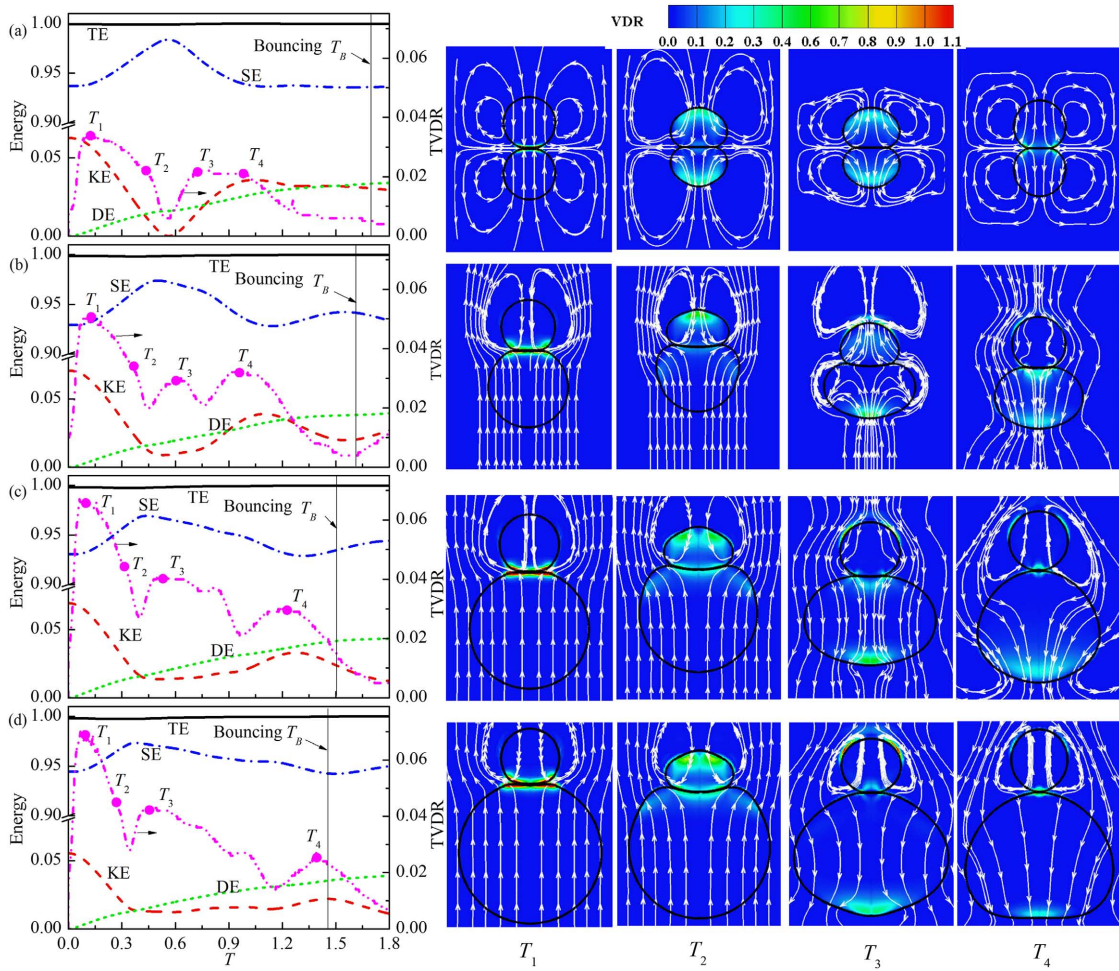 VDR
0.0 0.1 0.2 0.3 0.4 0.5 0.6 0.7 0.8 0.9 1.0 1.1
(a)
1.00
TE
Bouncing T_B
0.06
0.95
SE
0.90
Energy
T_1
T_2
T_3
T_4
0.04
TVDR
0.05
KE
0.02
DE
0.00
0.00
(b)
1.00
TE
Bouncing T_B
0.06
SE
0.95
T_1
0.90
Energy
T_2
T_3
T_4
0.04
TVDR
0.05
KE
0.02
DE
0.00
0.00
(c)
1.00
TE
Bouncing T_B
0.06
T_1
SE
0.95
T_2
T_3
0.90
Energy
0.04
TVDR
T_4
0.05
KE
0.02
DE
0.00
0.00
(d)
1.00
TE
Bouncing T_B
0.06
T_1
SE
0.95
T_2
T_3
0.90
Energy
0.04
TVDR
T_4
0.05
KE
0.02
DE
0.00
0.00
0.0 0.3 0.6 0.9 1.2 1.5 1.8
T
T_1 T_2 T_3 T_4